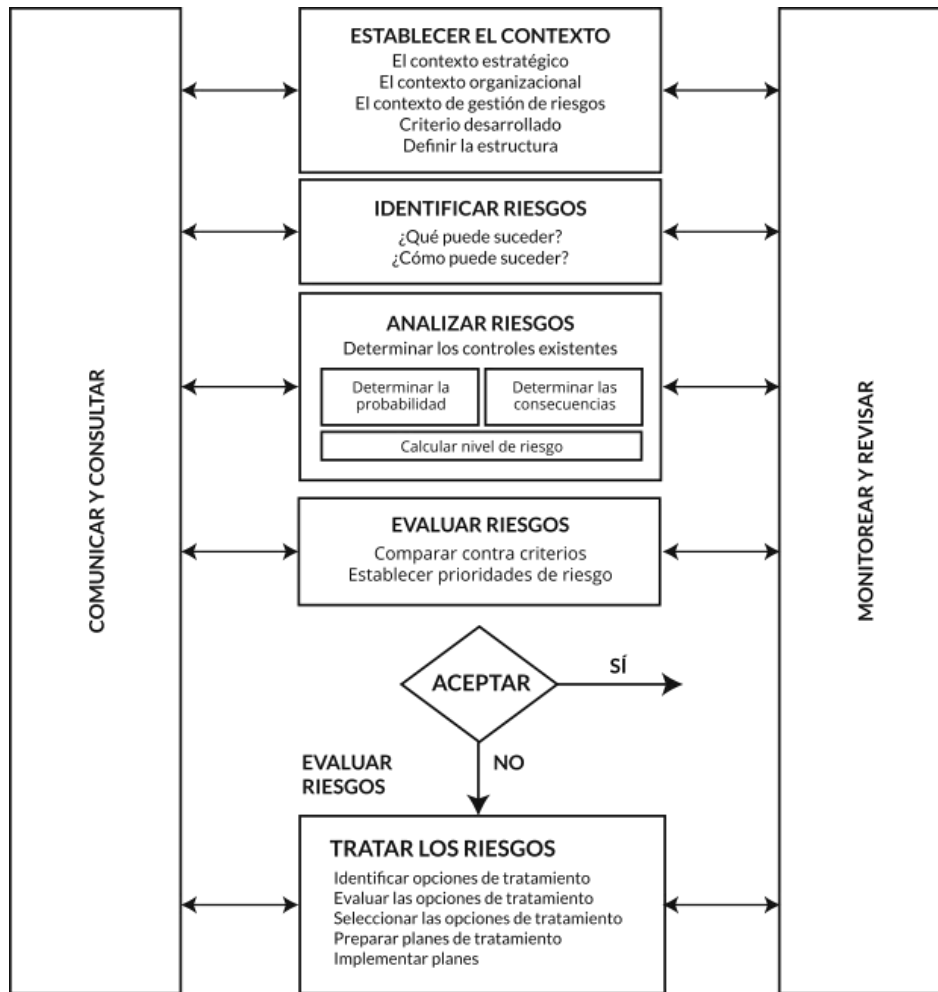 COMUNICAR Y CONSULTAR
ESTABLECER EL CONTEXTO
El contexto estratégico
El contexto organizacional
El contexto de gestión de riesgos
Criterio desarrollado
Definir la estructura
IDENTIFICAR RIESGOS
¿Qué puede suceder?
¿Cómo puede suceder?
ANALIZAR RIESGOS
Determinar los controles existentes
Determinar la
probabilidad
Determinar las
consecuencias
Calcular nivel de riesgo
EVALUAR RIESGOS
Comparar contra criterios
Establecer prioridades de riesgo
ACEPTAR
SÍ
EVALUAR
RIESGOS
NO
TRATAR LOS RIESGOS
Identificar opciones de tratamiento
Evaluar las opciones de tratamiento
Seleccionar las opciones de tratamiento
Preparar planes de tratamiento
Implementar planes
MONITOREAR Y REVISAR